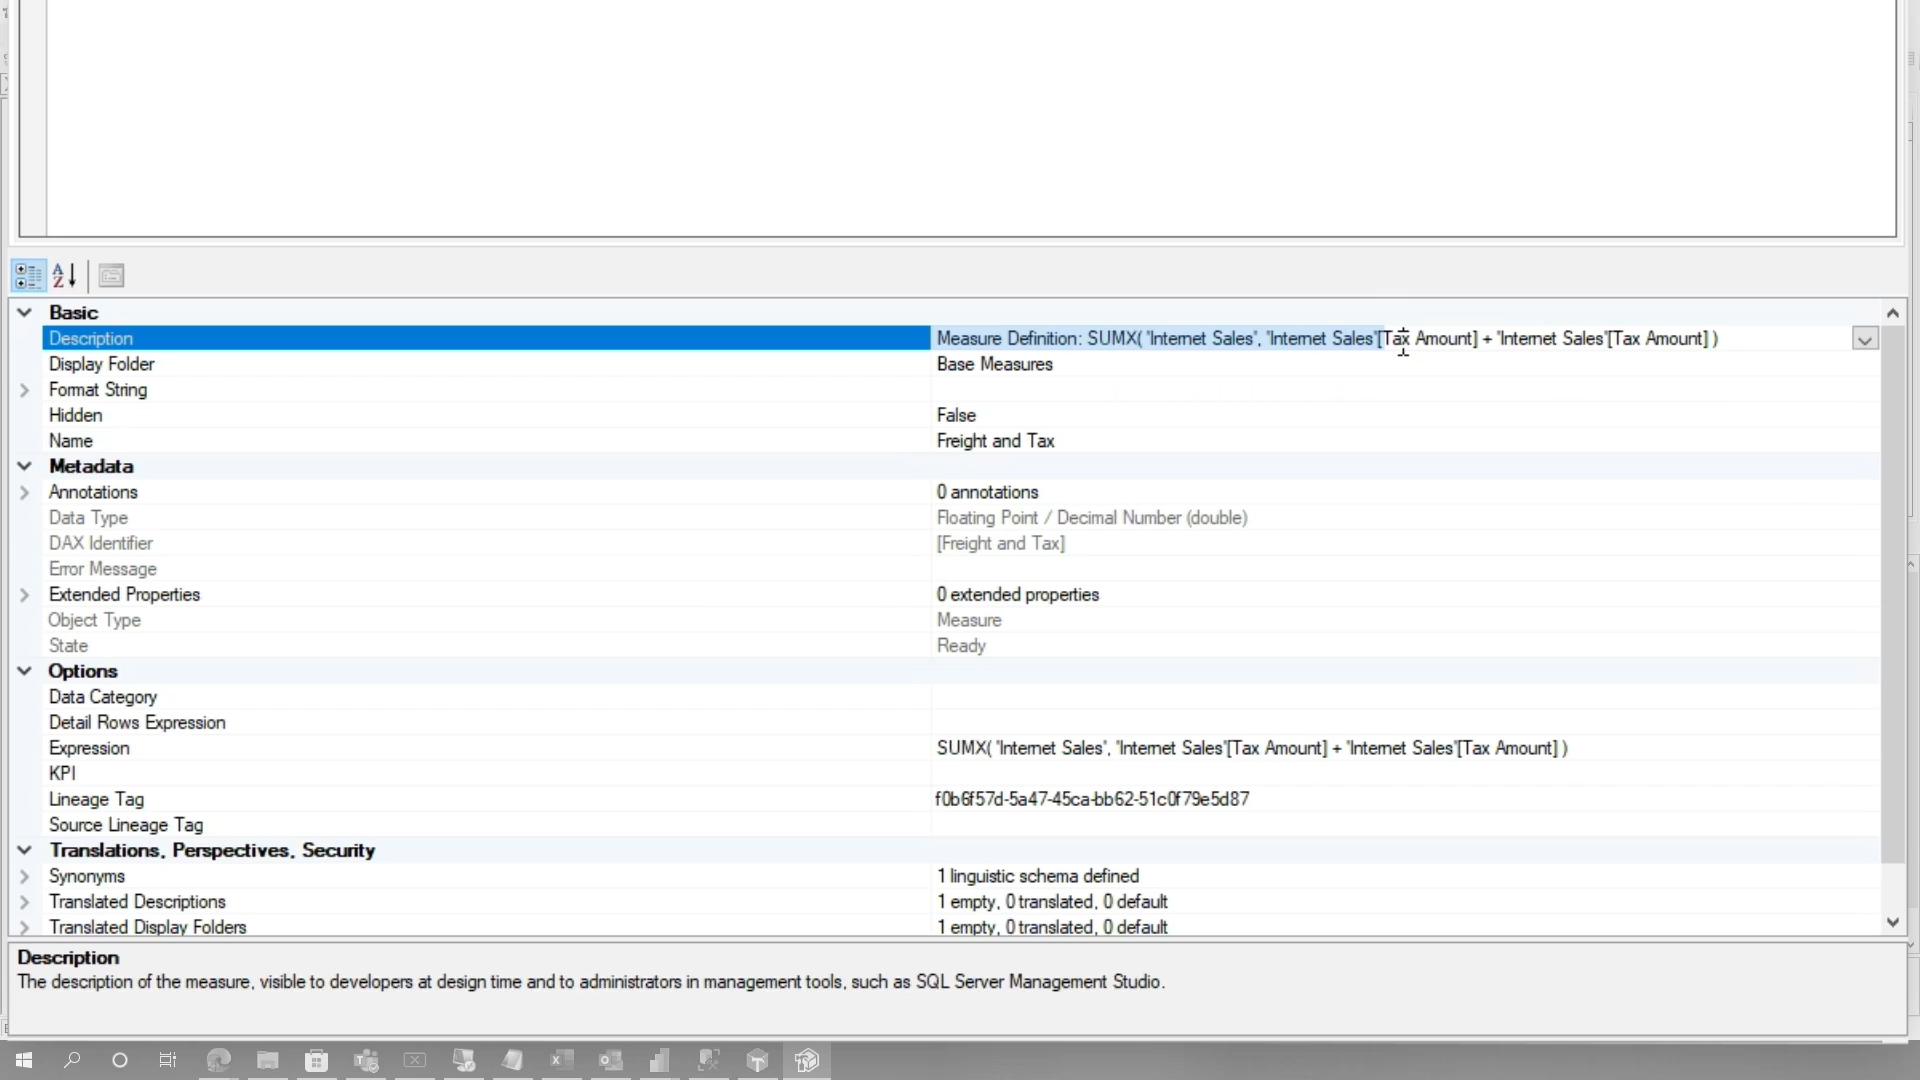 Basic
Description Measure Definition: SUMX( 'Internet Sales', 'Internet Sales'[Tax Amount] + 'Internet Sales'[Tax Amount] )
Display Folder Base Measures
Format String
Hidden False
Name Freight and Tax
Metadata
Annotations 0 annotations
Data Type Floating Point / Decimal Number (double)
DAX Identifier [Freight and Tax]
Error Message
Extended Properties 0 extended properties
Object Type Measure
State Ready
Options
Data Category
Detail Rows Expression
Expression SUMX( 'Internet Sales', 'Internet Sales'[Tax Amount] + 'Internet Sales'[Tax Amount] )
KPI
Lineage Tag f0b6f57d-5a47-45ca-bb62-51c0f79e5d87
Source Lineage Tag
Translations, Perspectives, Security
Synonyms 1 linguistic schema defined
Translated Descriptions 1 empty, 0 translated, 0 default
Translated Display Folders 1 empty, 0 translated, 0 default
Description
The description of the measure, visible to developers at design time and to administrators in management tools, such as SQL Server Management Studio.